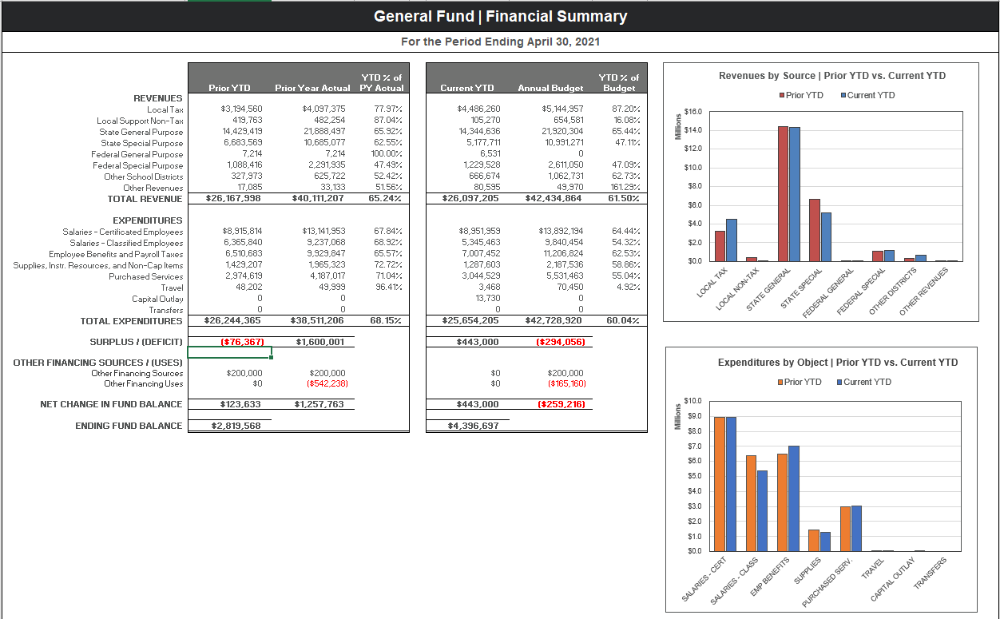 General Fund | Financial Summary
For the Period Ending April 30, 2021
Prior YTD Prior Year Actual YTD % of PY Actual Current YTD Annual Budget YTD % of Budget
REVENUES
Local Tax $3,194,560 $4,097,375 77.97% $4,486,260 $5,144,957 87.20%
Local Support Non-Tax 419,763 482,254 87.04% 105,270 654,581 16.08%
State General Purpose 14,429,419 21,888,497 65.92% 14,344,636 21,920,304 65.44%
State Special Purpose 6,683,569 10,685,077 62.55% 5,177,711 10,991,271 47.11%
Federal General Purpose 7,214 7,214 100.00% 6,531 0
Federal Special Purpose 1,088,416 2,291,935 47.49% 1,229,528 2,611,050 47.09%
Other School Districts 327,973 625,722 52.42% 666,674 1,062,731 62.73%
Other Revenues 17,085 33,133 51.56% 80,595 49,970 161.29%
TOTAL REVENUE $26,167,998 $40,111,207 65.24% $26,097,205 $42,434,864 61.50%
EXPENDITURES
Salaries - Certificated Employees $8,915,814 $13,141,953 67.84% $8,951,959 $13,892,194 64.44%
Salaries - Classified Employees 6,365,840 9,237,068 68.92% 5,345,463 9,840,454 54.32%
Employee Benefits and Payroll Taxes 6,510,683 9,929,847 65.57% 7,007,452 11,206,824 62.53%
Supplies, Instr. Resources, and Non-Cap Items 1,429,207 1,965,323 72.72% 1,287,603 2,187,536 58.86%
Purchased Services 2,974,619 4,187,017 71.04% 3,044,529 5,531,463 55.04%
Travel 48,202 49,999 96.41% 3,468 70,450 4.92%
Capital Outlay 0 0 13,730 0
Transfers 0 0 0 0
TOTAL EXPENDITURES $26,244,365 $38,511,206 68.15% $25,654,205 $42,728,920 60.04%
SURPLUS / (DEFICIT) ($76,367) $1,600,001 $443,000 ($294,056)
OTHER FINANCING SOURCES / (USES)
Other Financing Sources $200,000 $200,000 $0 $200,000
Other Financing Uses $0 ($542,238) $0 ($165,160)
NET CHANGE IN FUND BALANCE $123,633 $1,257,763 $443,000 ($259,216)
ENDING FUND BALANCE $2,819,568 $4,396,697
Revenues by Source | Prior YTD vs. Current YTD
Prior YTD Current YTD
Millions
$16.0
$14.0
$12.0
$10.0
$8.0
$6.0
$4.0
$2.0
$0.0
LOCAL TAX
LOCAL NON-TAX
STATE GENERAL
STATE SPECIAL
FEDERAL GENERAL
FEDERAL SPECIAL
OTHER DISTRICTS
OTHER REVENUES
Expenditures by Object | Prior YTD vs. Current YTD
Prior YTD Current YTD
Millions
$10.0
$9.0
$8.0
$7.0
$6.0
$5.0
$4.0
$3.0
$2.0
$1.0
$0.0
SALARIES - CERT
SALARIES - CLASS
EMP BENEFITS
SUPPLIES
PURCHASED SERV.
TRAVEL
CAPITAL OUTLAY
TRANSFERS